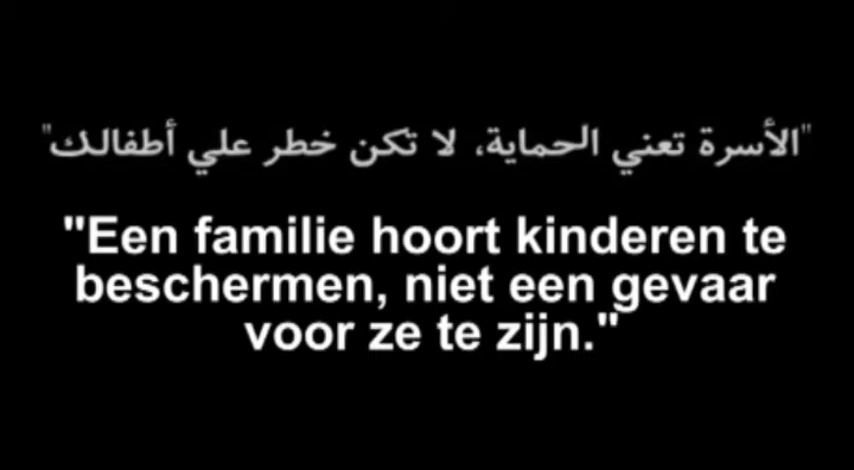 "الأسرة تعني الحماية، لا تكن خطر علي أطفالك"
"Een familie hoort kinderen te
beschermen, niet een gevaar
voor ze te zijn."